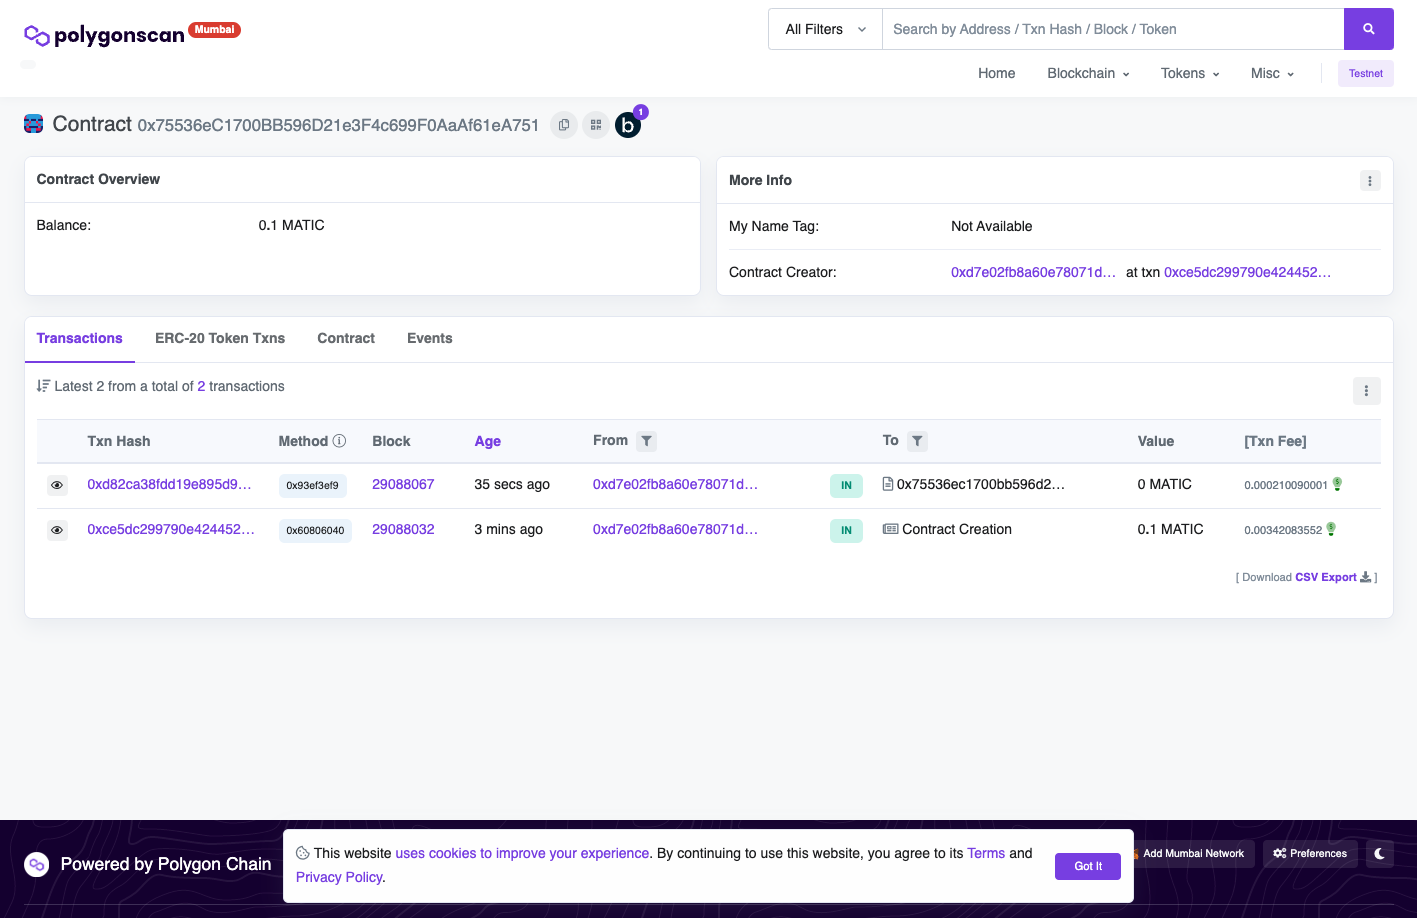 polygonscan Mumbai
All Filters
Search by Address / Txn Hash / Block / Token
Home Blockchain Tokens Misc Testnet
Contract 0x75536eC1700BB596D21e3F4c699F0AaAf61eA751 b 1
Contract Overview
Balance: 0.1 MATIC
More Info
My Name Tag: Not Available
Contract Creator: 0xd7e02fb8a60e78071d... at txn 0xce5dc299790e424452...
Transactions ERC-20 Token Txns Contract Events
Latest 2 from a total of 2 transactions
Txn Hash Method Block Age From To Value [Txn Fee]
0xd82ca38fdd19e895d9... 0x93ef3ef9 29088067 35 secs ago 0xd7e02fb8a60e78071d... IN 0x75536ec1700bb596d2... 0 MATIC 0.000210090001
0xce5dc299790e424452... 0x60806040 29088032 3 mins ago 0xd7e02fb8a60e78071d... IN Contract Creation 0.1 MATIC 0.00342083552
[ Download CSV Export ]
Powered by Polygon Chain
This website uses cookies to improve your experience. By continuing to use this website, you agree to its Terms and
Privacy Policy.
Got It
Add Mumbai Network
Preferences